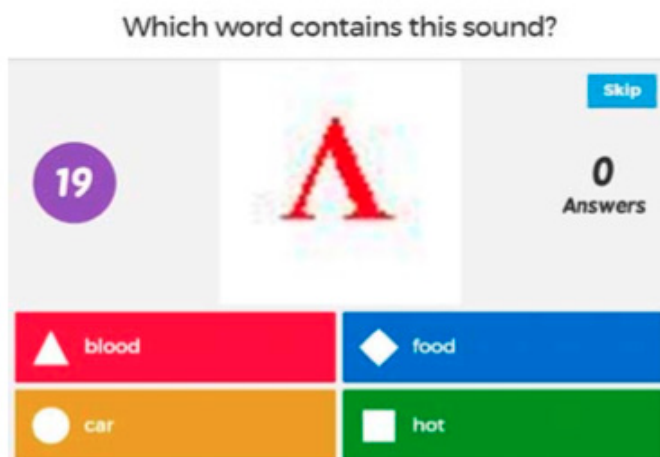 Which word contains this sound?
Skip
19
Λ
0
Answers
blood
food
car
hot